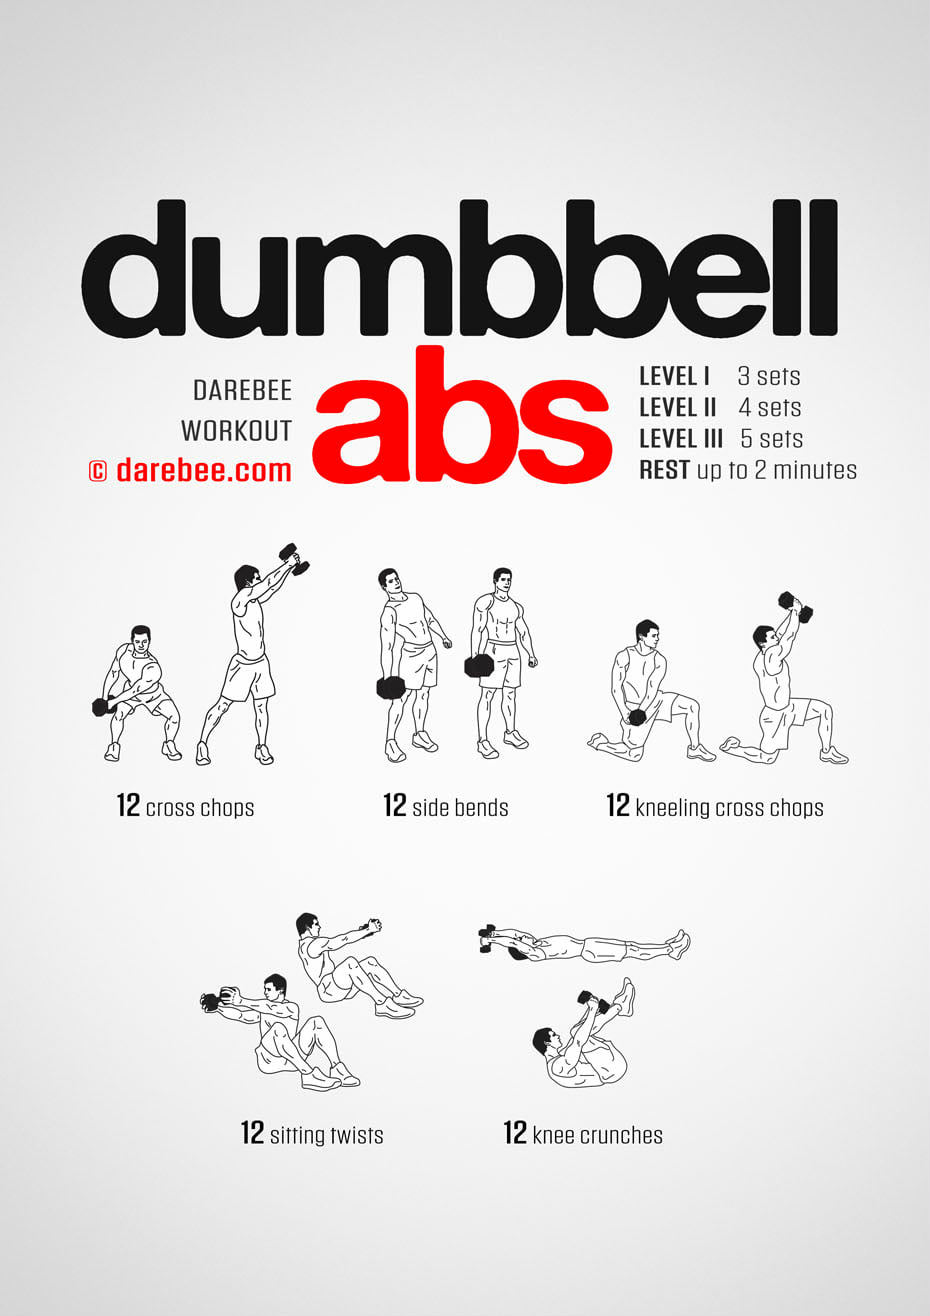 dumbbell
abs
DAREBEE
WORKOUT
© darebee.com
LEVEL I 3 sets
LEVEL II 4 sets
LEVEL III 5 sets
REST up to 2 minutes
12 cross chops
12 side bends
12 kneeling cross chops
12 sitting twists
12 knee crunches